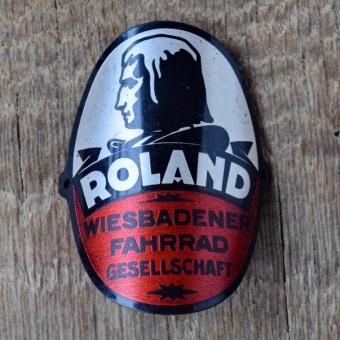 ROLAND
WIESBADENER
FAHRRAD
GESELLSCHAFT